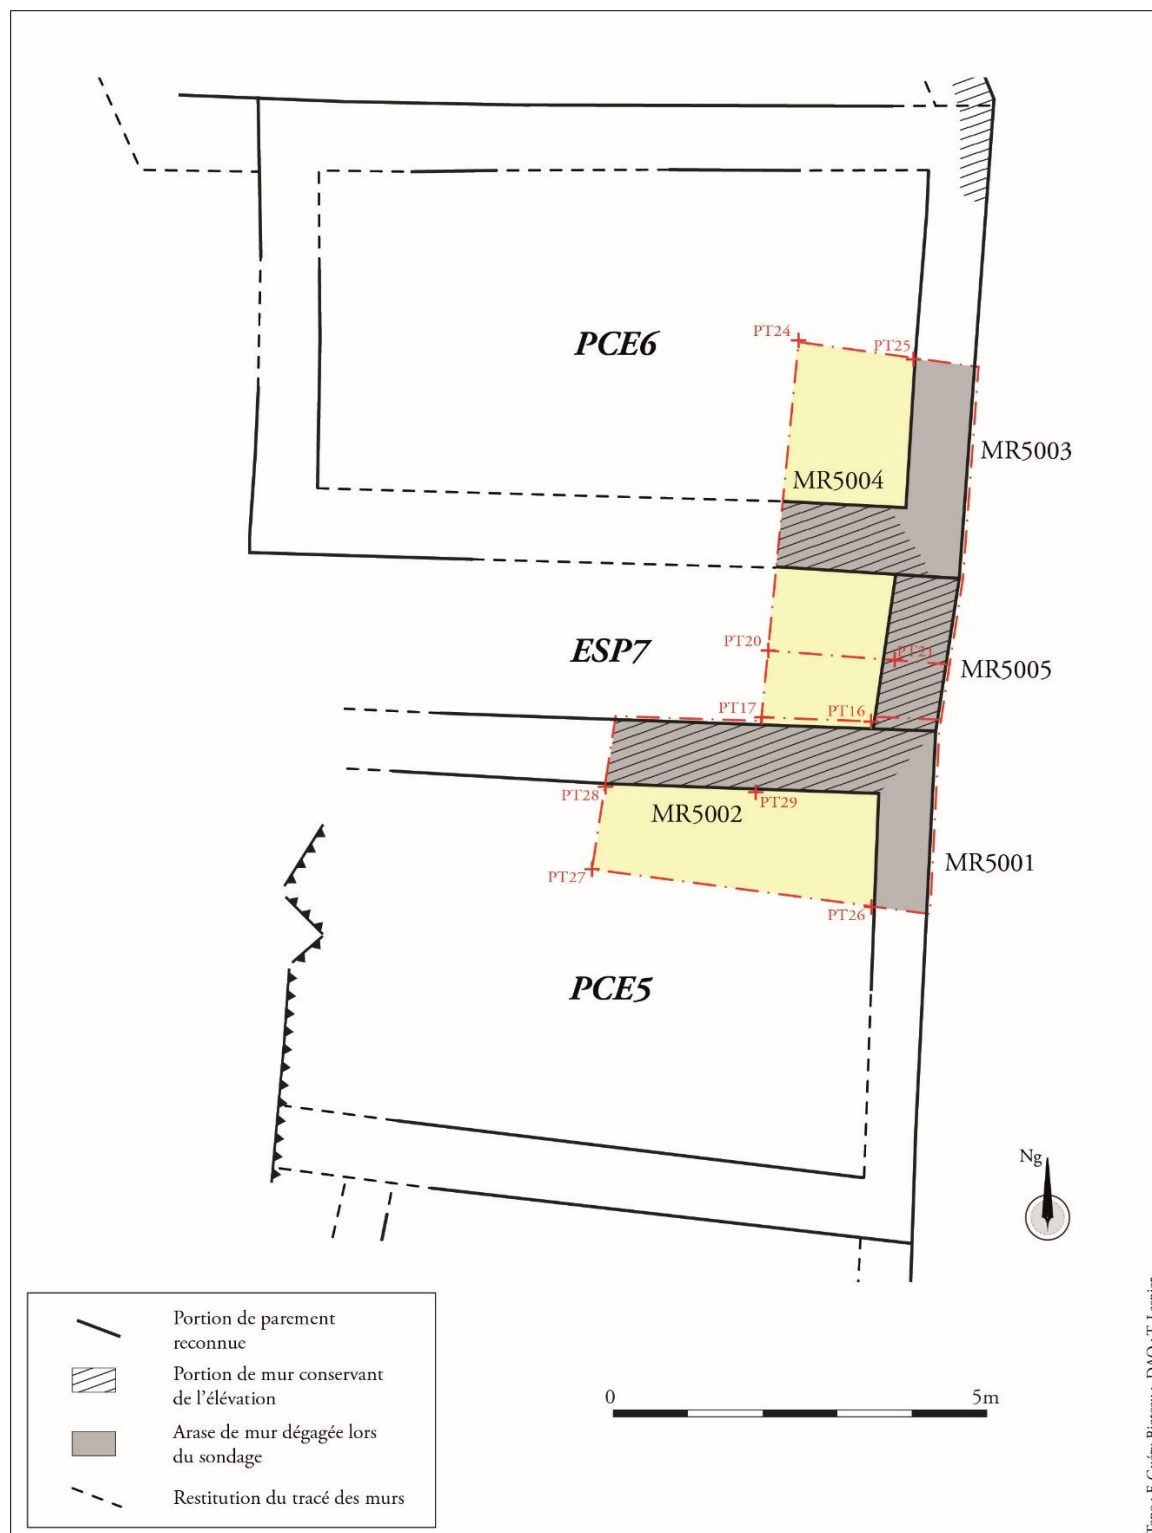 PT24
PT25
PCE6
MR5003
MR5004
PT20
ESP7
PT21
MR5005
PT17
PT16
PT28
PT29
MR5002
MR5001
PT27
PT26
PCE5
Ng
Portion de parement
reconnue
Portion de mur conservant
de l'élévation
Arase de mur dégagée lors
du sondage
Restitution du tracé des murs
0
5m